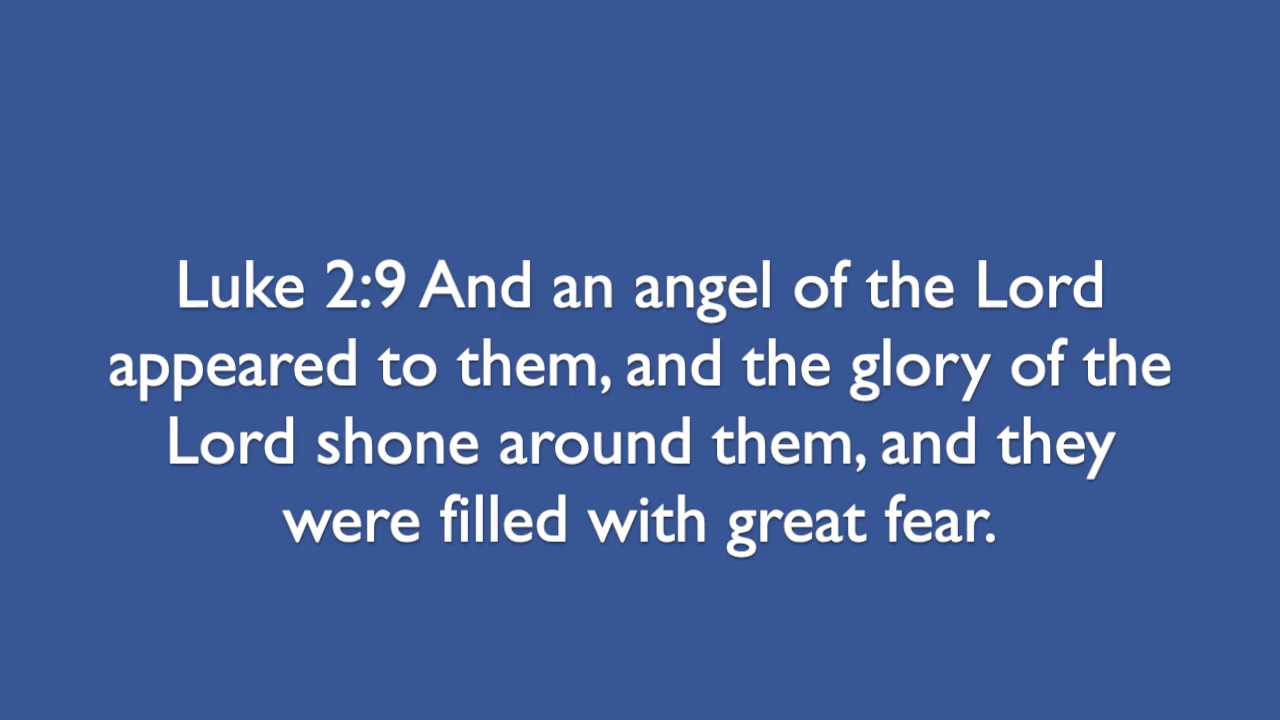 Luke 2:9 And an angel of the Lord
appeared to them, and the glory of the
Lord shone around them, and they
were filled with great fear.